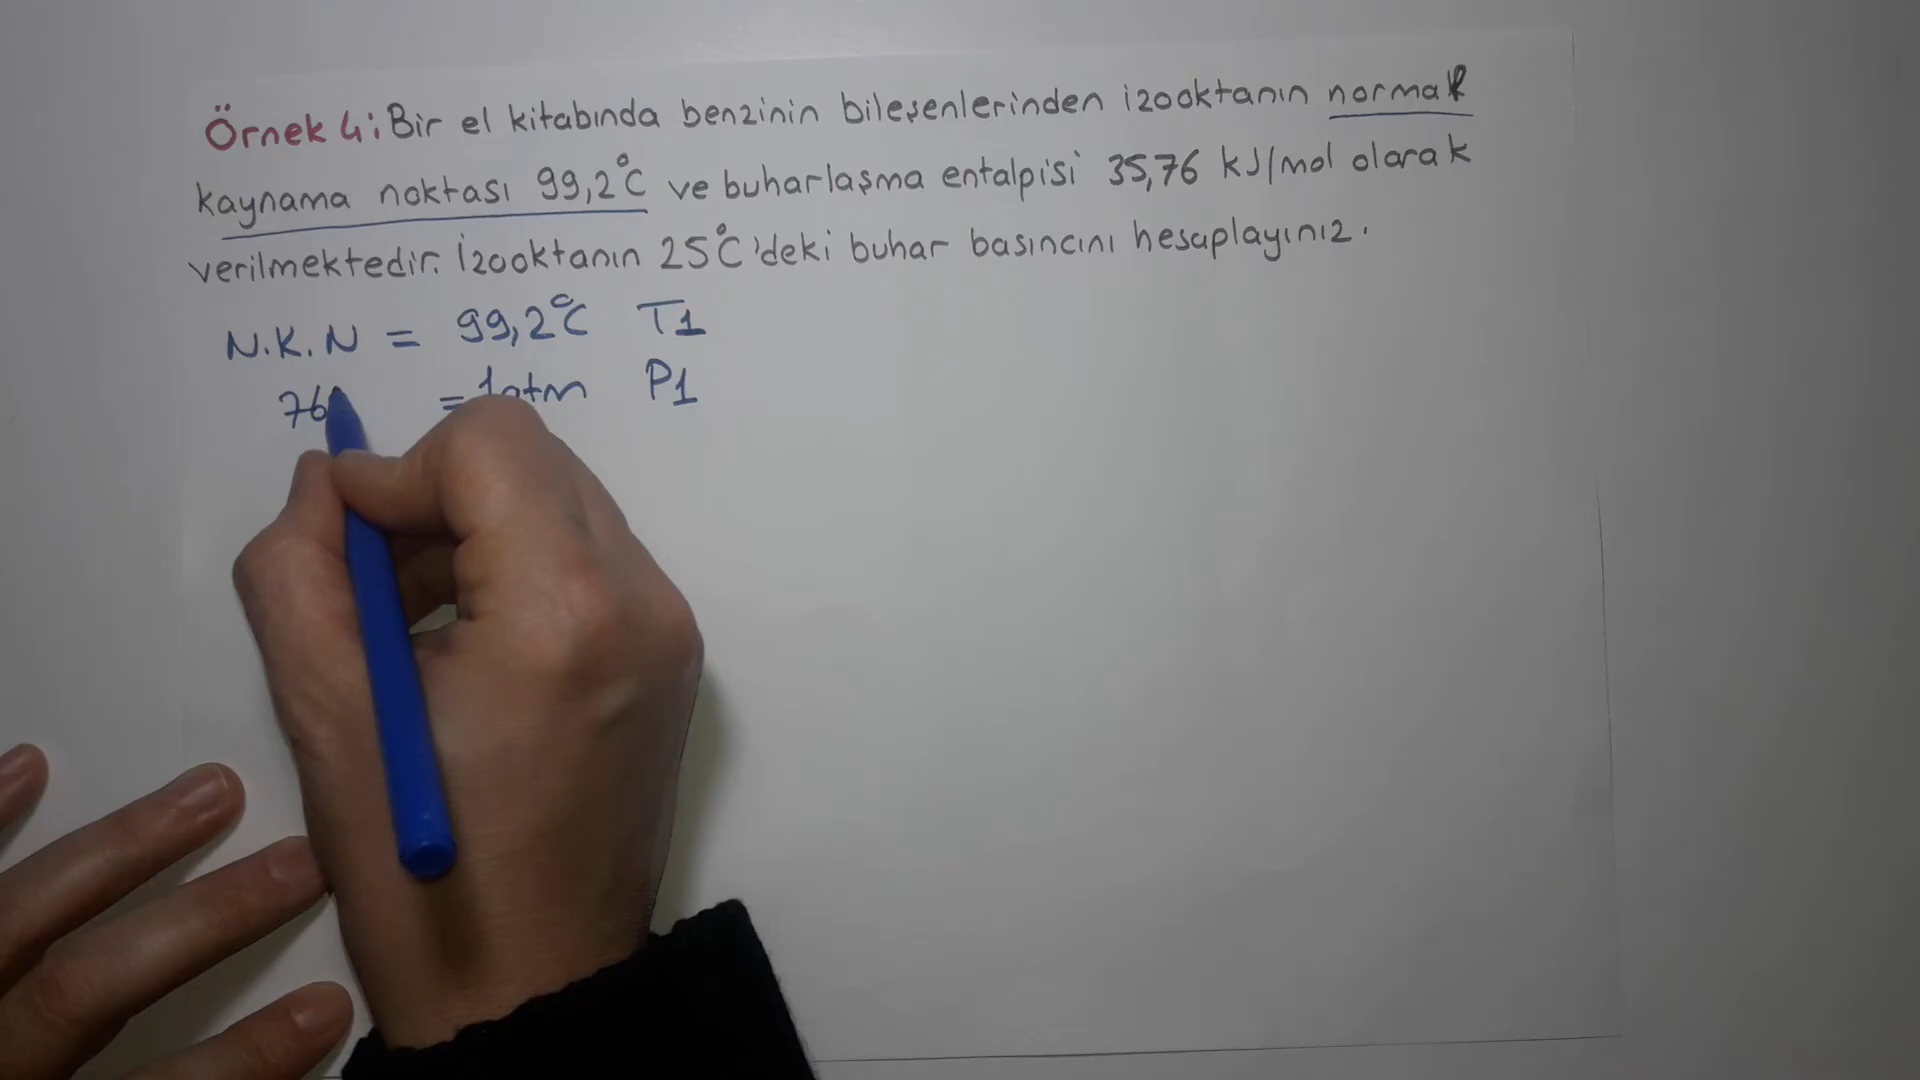 Örnek 4: Bir el kitabında benzinin bileşenlerinden izooktanın normal
kaynama noktası 99,2°C ve buharlaşma entalpisi 35,76 kJ/mol olarak
verilmektedir. İzooktanın 25°C'deki buhar basıncını hesaplayınız.
N.K.N = 99,2°C T1
76 = 1atm P1